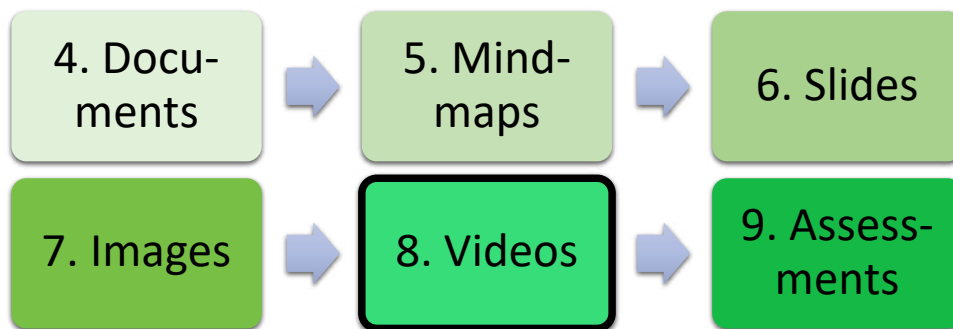 4. Docu-
ments
5. Mind-
maps
6. Slides
7. Images
8. Videos
9. Assess-
ments